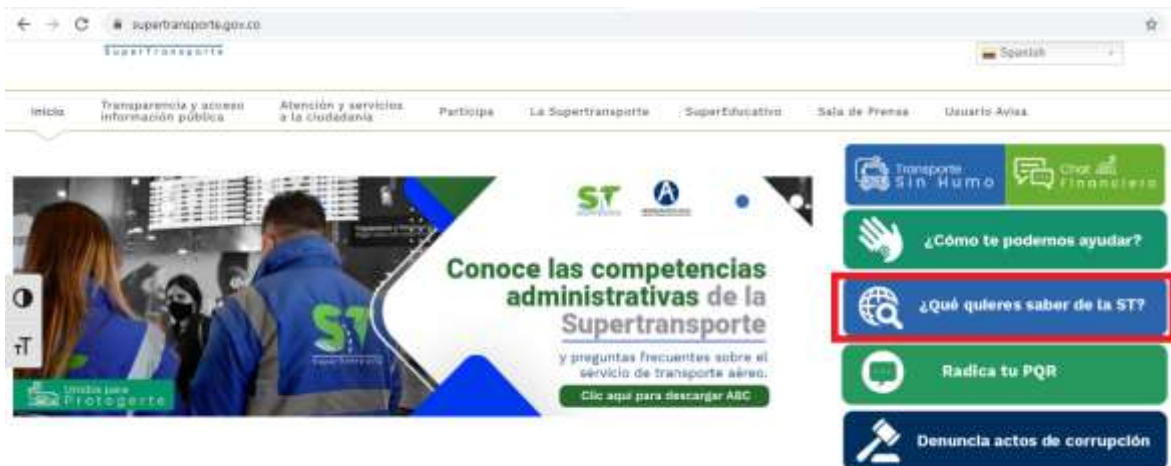 supertransporte.gov.co
SuperTransporte
Spanish
Inicio
Transparencia y acceso
información pública
Atención y servicios
a la ciudadanía
Participa
La Supertransporte
SuperEducativo
Sala de Prensa
Usuario Avisa
Transporte
Sin Humo
Chat
Financiero
¿Cómo te podemos ayudar?
¿Qué quieres saber de la ST?
Radica tu PQR
Denuncia actos de corrupción
ST
Conoce las competencias
administrativas de la
Supertransporte
y preguntas frecuentes sobre el
servicio de transporte aéreo.
Clic aquí para descargar ABC
ST
Unidos para
Protegerte
TT